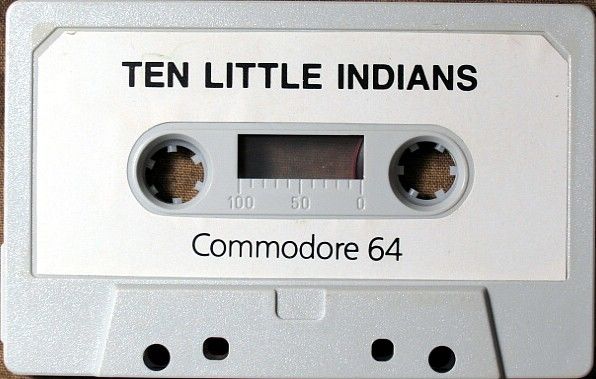 TEN LITTLE INDIANS
100 50 0
Commodore 64